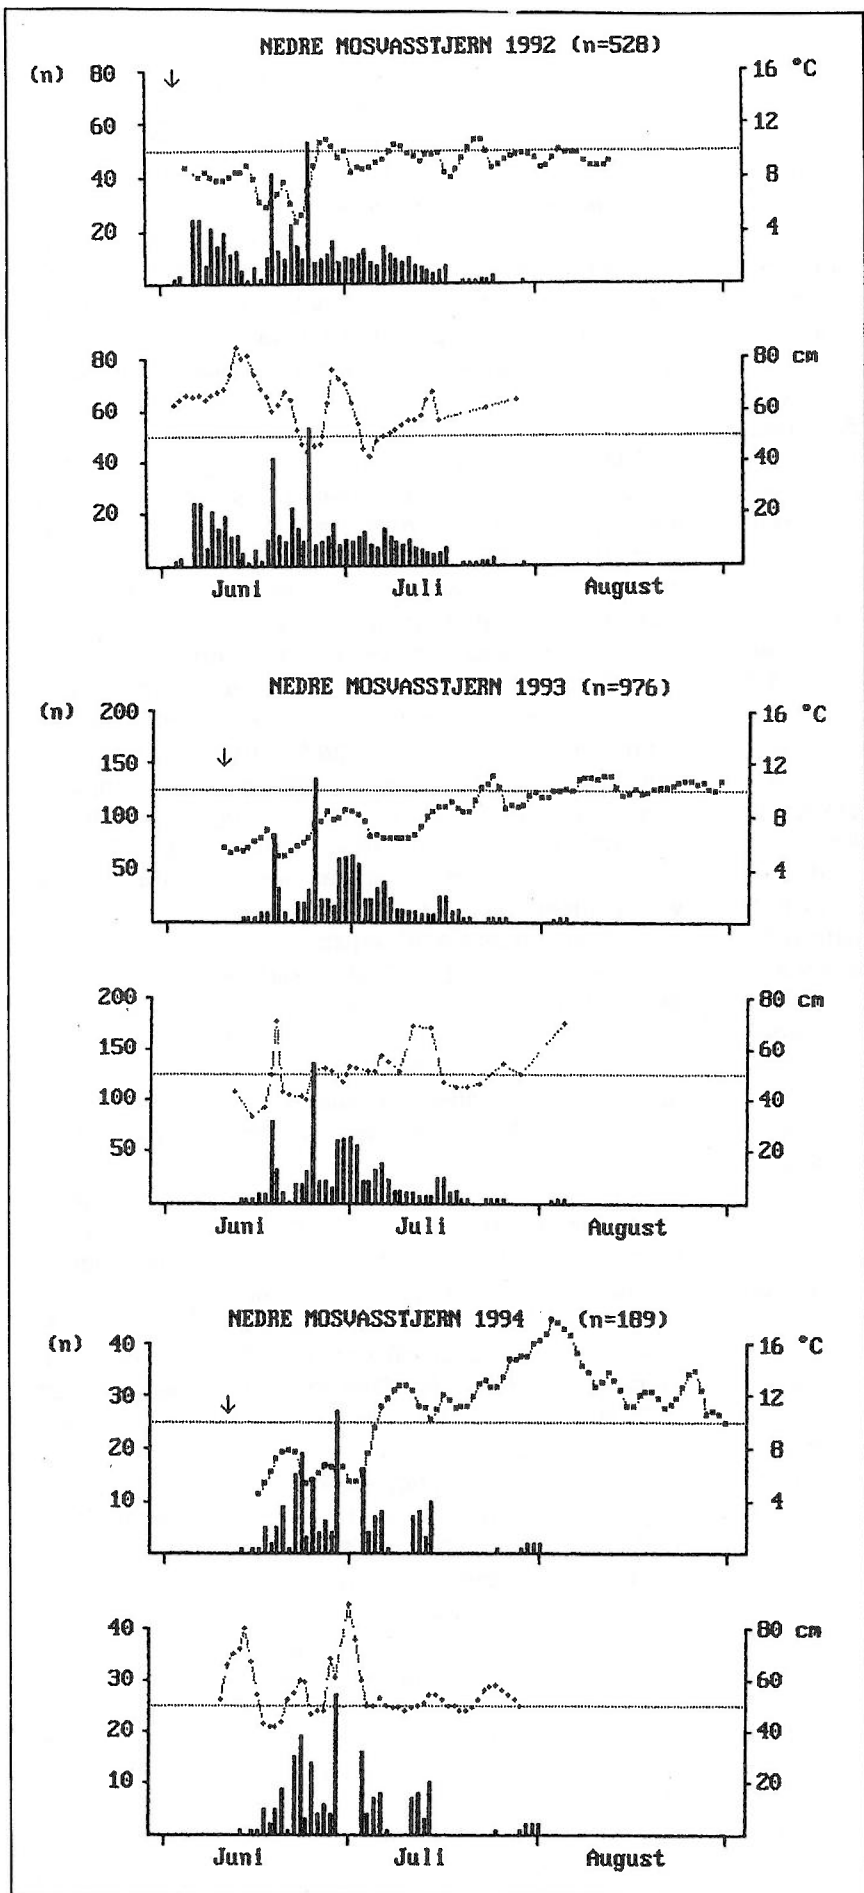 NEDRE MOSVASSTJERN 1992 (n=528)
(n) 80 16 °C
60 12
40 8
20 4
80 80 cm
60 60
40 40
20 20
Juni Juli August
NEDRE MOSVASSTJERN 1993 (n=976)
(n) 200 16 °C
150 12
100 8
50 4
200 80 cm
150 60
100 40
50 20
Juni Juli August
NEDRE MOSVASSTJERN 1994 (n=189)
(n) 40 16 °C
30 12
20 8
10 4
40 80 cm
30 60
20 40
10 20
Juni Juli August